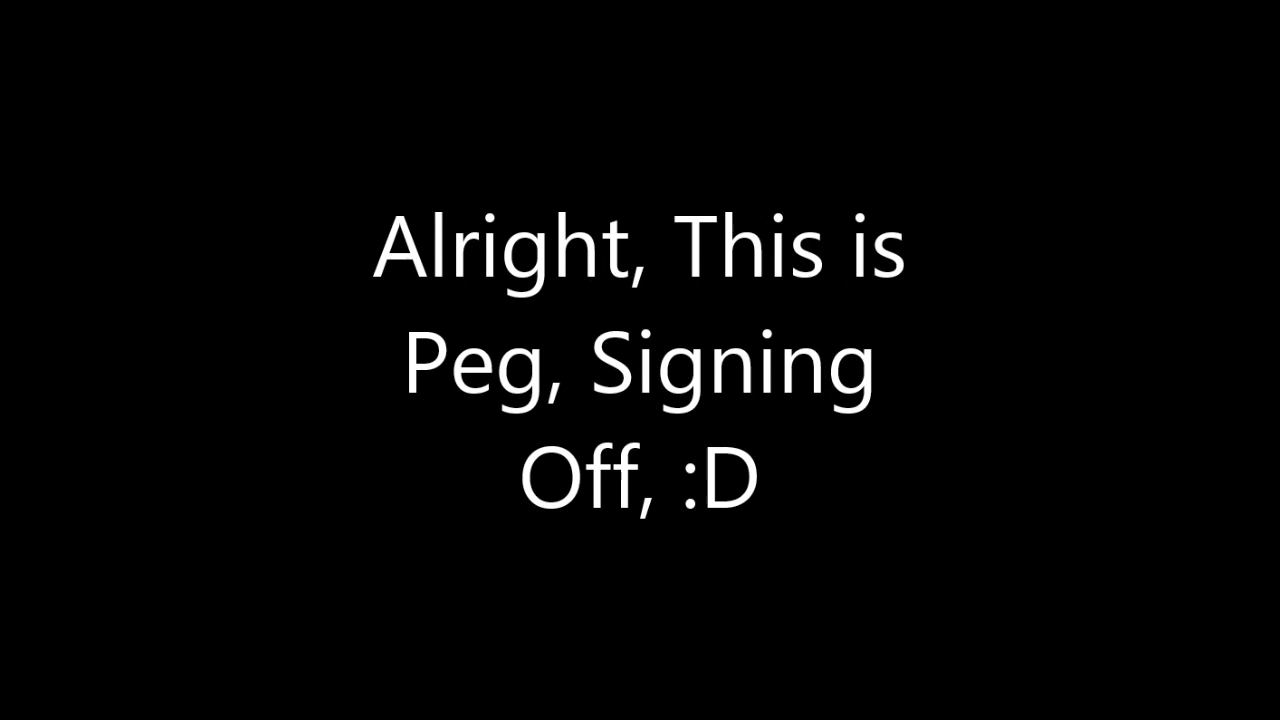 Alright, This is
Peg, Signing
Off, :D